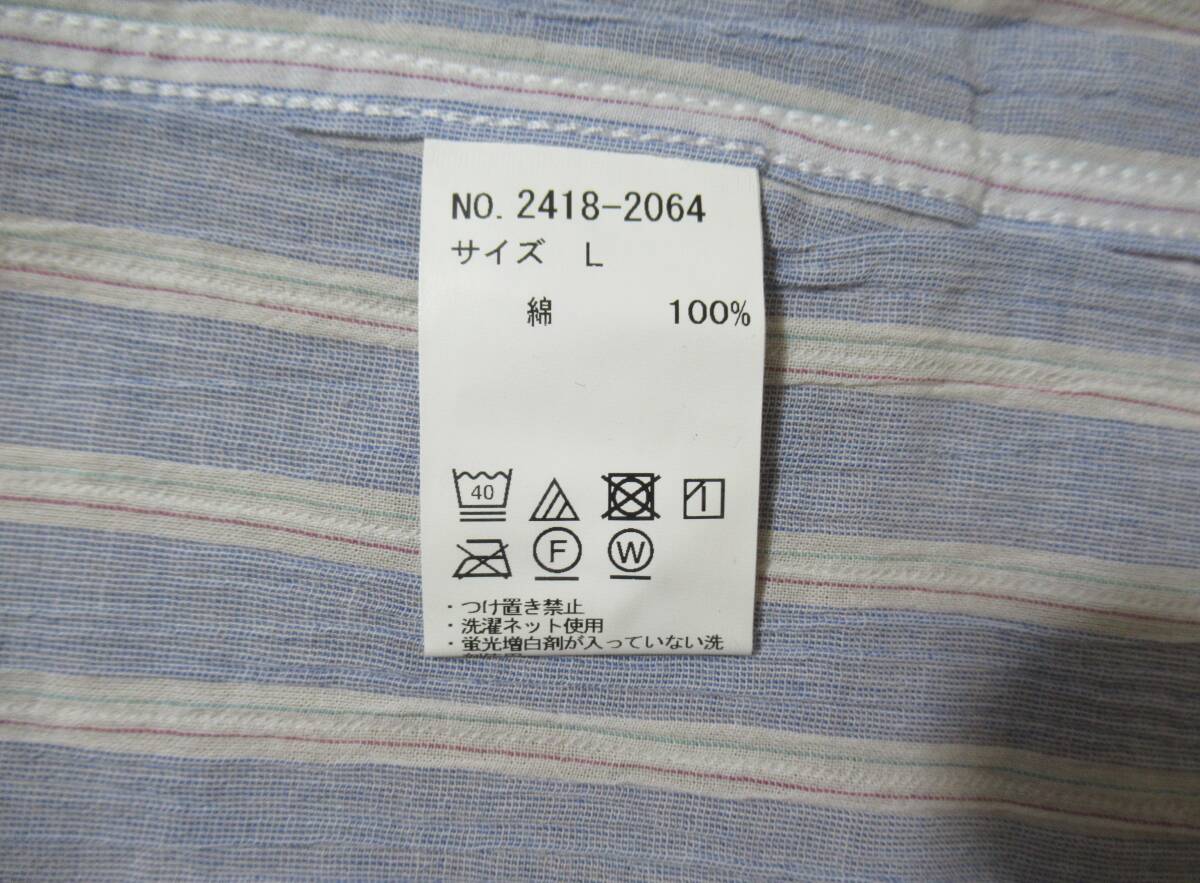 NO. 2418-2064
サイズ L
綿 100%
40
F W
・つけ置き禁止
・洗濯ネット使用
・蛍光増白剤が入っていない洗